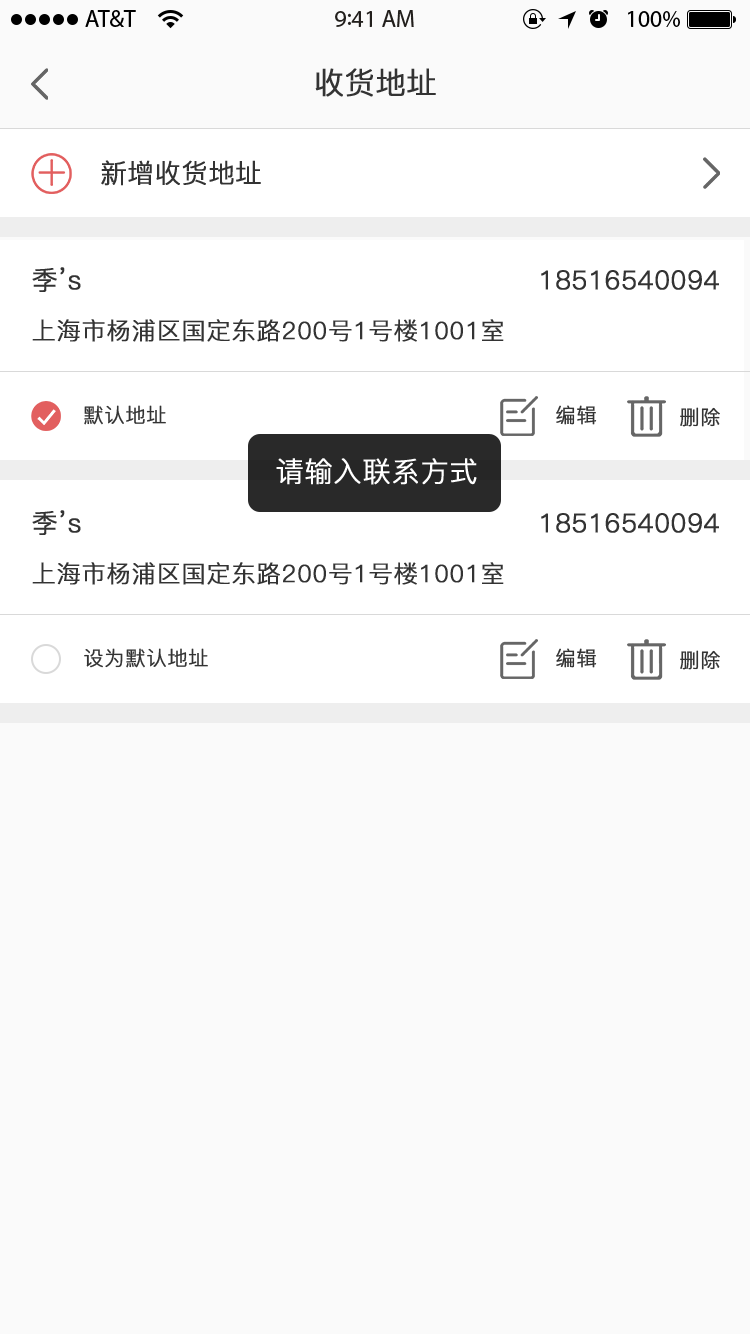 AT&T 9:41 AM 100%
收货地址
新增收货地址
季’s 18516540094
上海市杨浦区国定东路200号1号楼1001室
默认地址 编辑 删除
请输入联系方式
季’s 18516540094
上海市杨浦区国定东路200号1号楼1001室
设为默认地址 编辑 删除